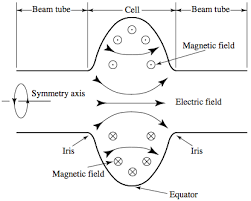 Beam tube
Cell
Beam tube
Magnetic field
Symmetry axis
Electric field
Iris
Iris
Magnetic field
Equator